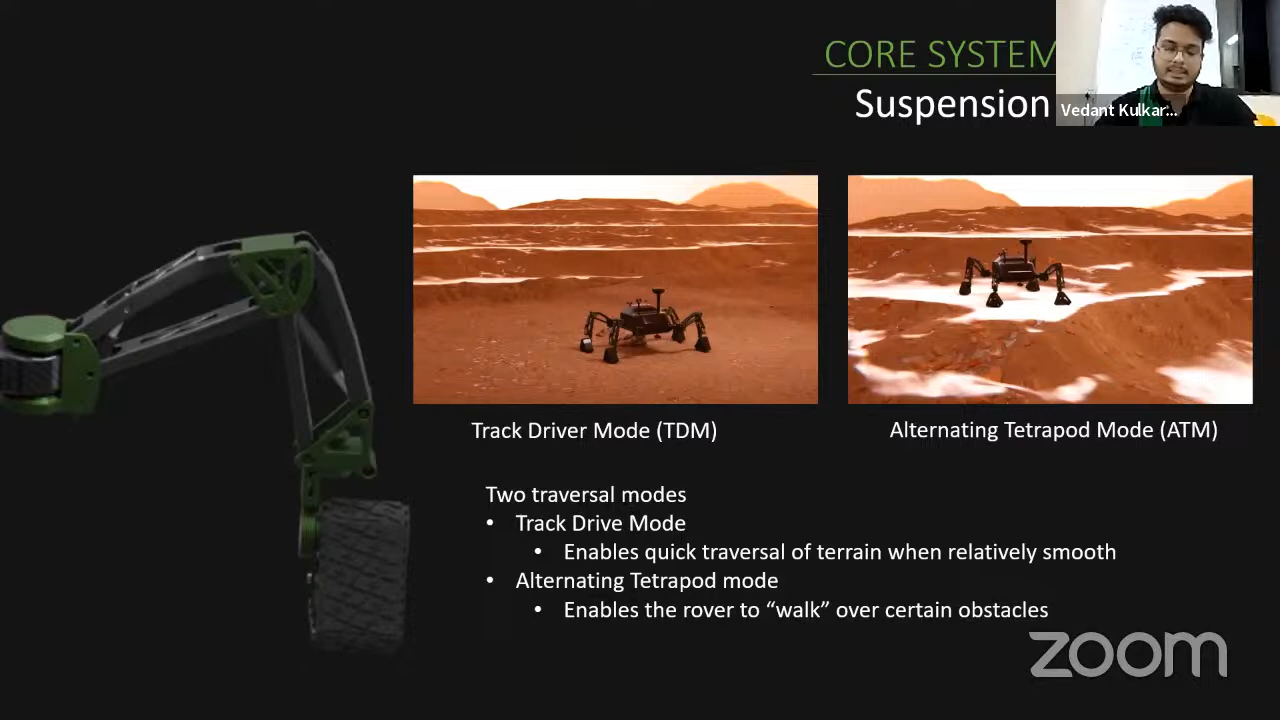 CORE SYSTEM
Suspension
Vedant Kulkar...
Track Driver Mode (TDM)
Alternating Tetrapod Mode (ATM)
Two traversal modes
• Track Drive Mode
• Enables quick traversal of terrain when relatively smooth
• Alternating Tetrapod mode
• Enables the rover to “walk” over certain obstacles
zoom